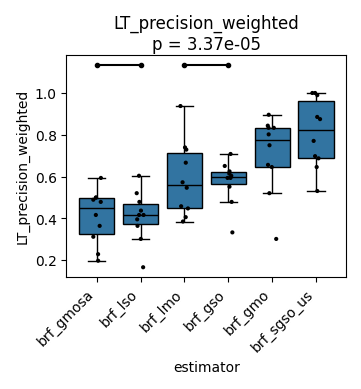 LT_precision_weighted
p = 3.37e-05
LT_precision_weighted
1.0
0.8
0.6
0.4
0.2
brf_gmosa
brf_lso
brf_lmo
brf_gso
brf_gmo
brf_sgso_us
estimator